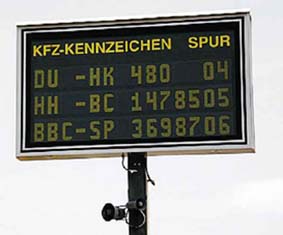 KFZ-KENNZEICHEN SPUR
DU -HK 480 04
HH -BC 1478505
BBC-SP 3698706